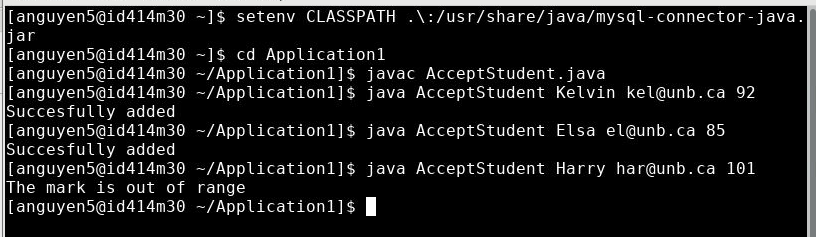 [anguyen5@id414m30 ~]$ setenv CLASSPATH .\:/usr/share/java/mysql-connector-java.
jar
[anguyen5@id414m30 ~]$ cd Application1
[anguyen5@id414m30 ~/Application1]$ javac AcceptStudent.java
[anguyen5@id414m30 ~/Application1]$ java AcceptStudent Kelvin kel@unb.ca 92
Succesfully added
[anguyen5@id414m30 ~/Application1]$ java AcceptStudent Elsa el@unb.ca 85
Succesfully added
[anguyen5@id414m30 ~/Application1]$ java AcceptStudent Harry har@unb.ca 101
The mark is out of range
[anguyen5@id414m30 ~/Application1]$